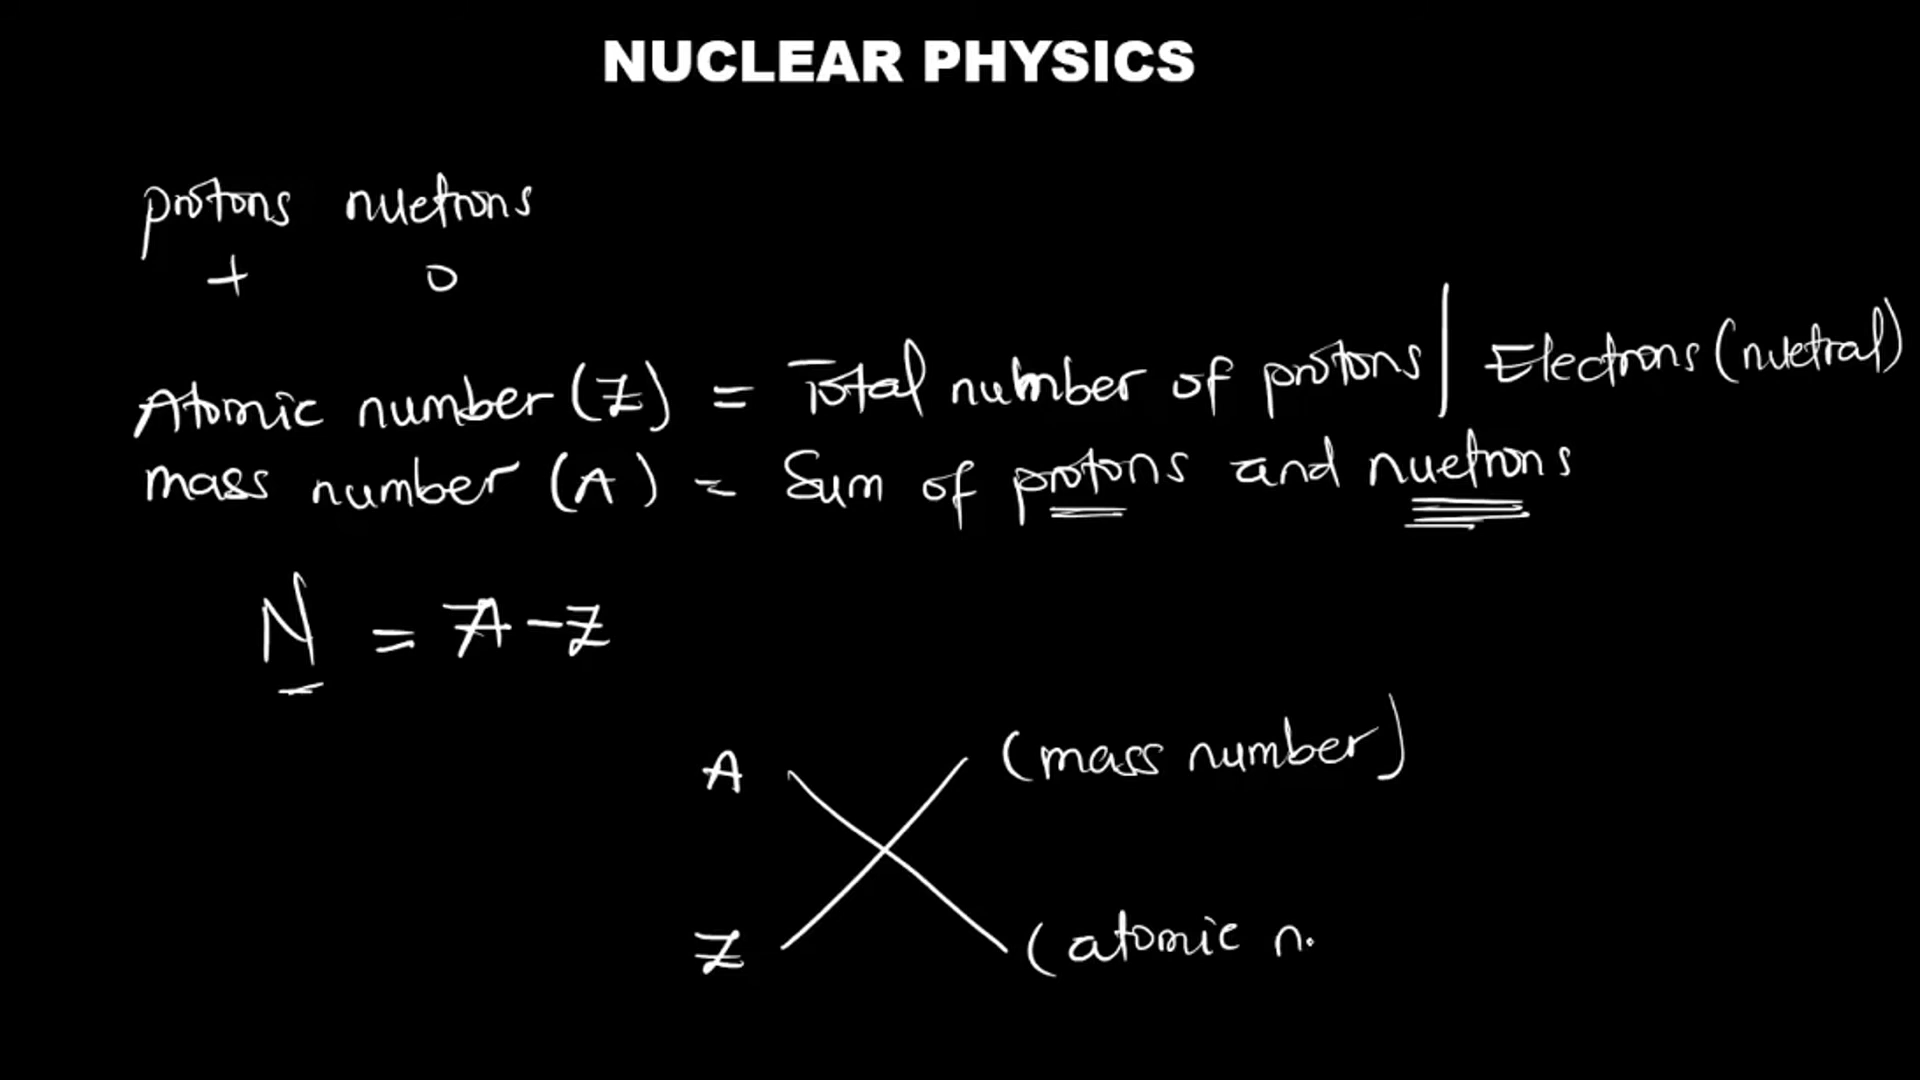 NUCLEAR PHYSICS
protons nuetrons
+ 0
Atomic number (Z) = Total number of protons | Electrons (nuetral)
mass number (A) = Sum of protons and nuetrons
N = A - Z
A (mass number)
X
Z (atomic n.